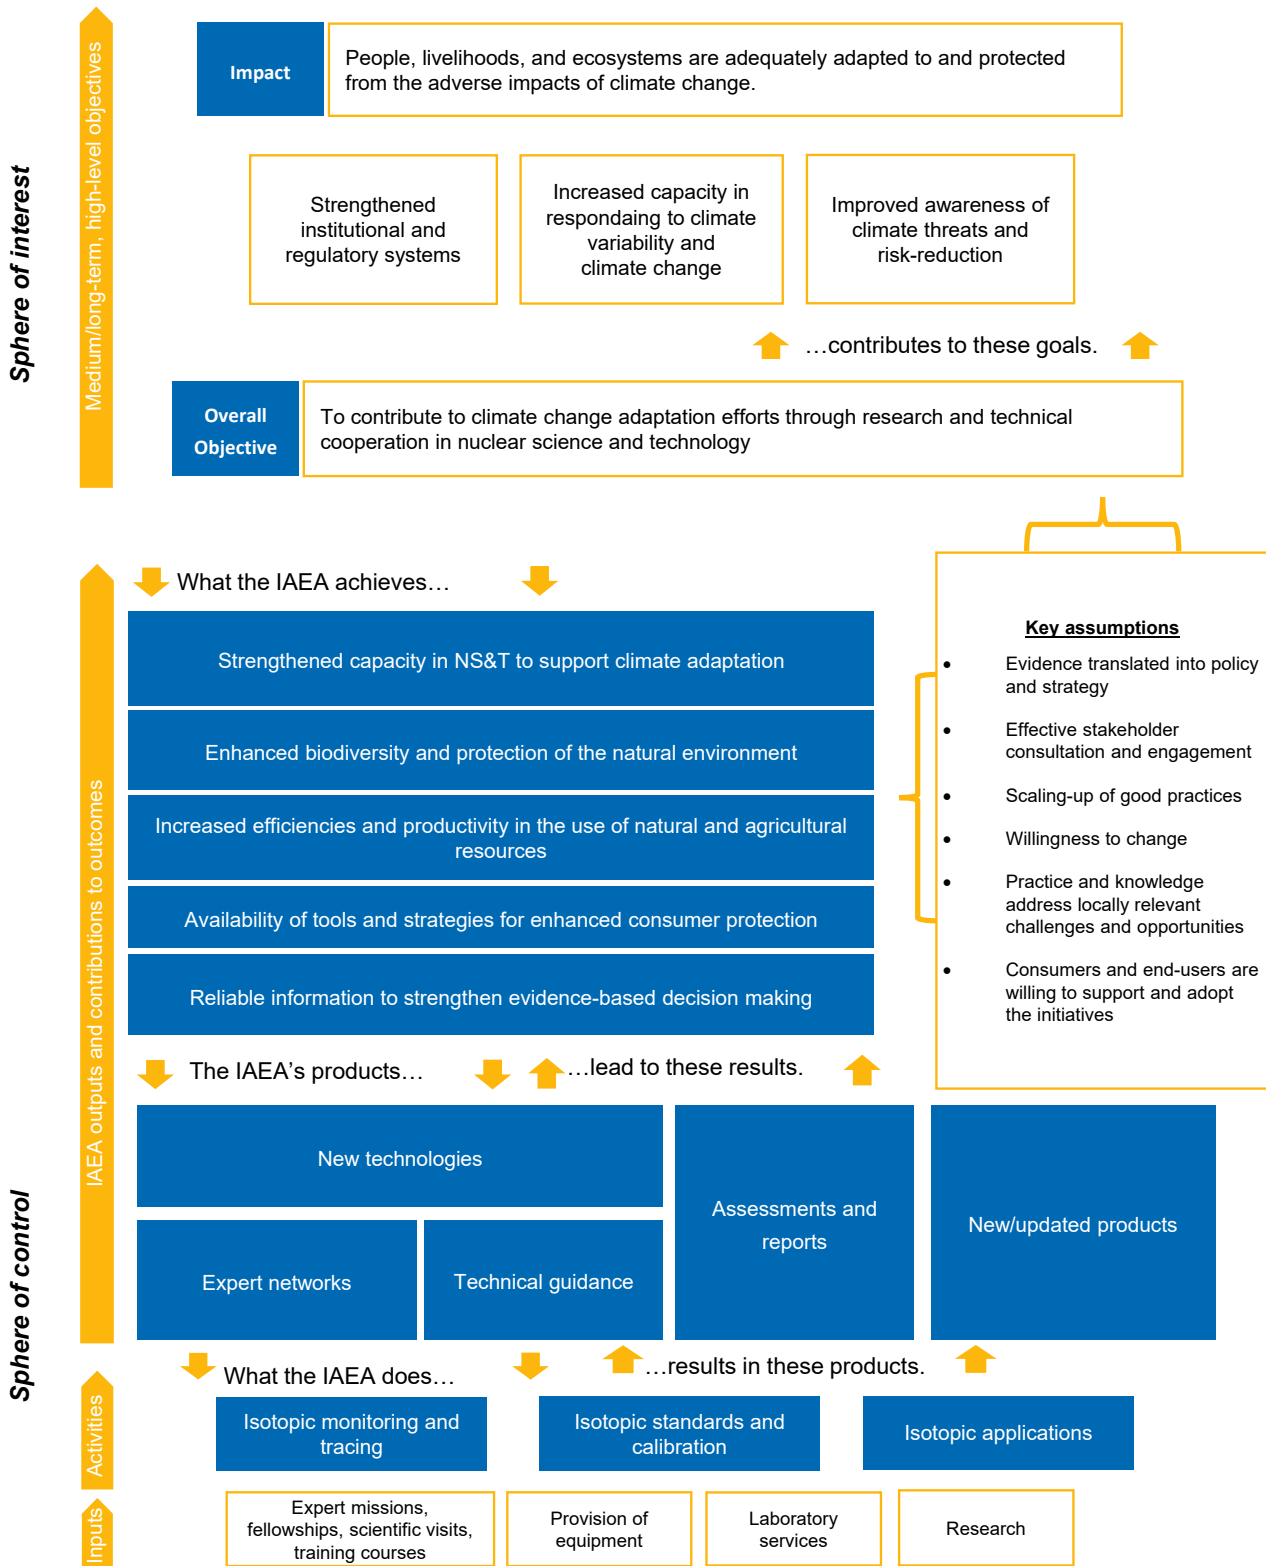 Sphere of interest
Medium/long-term, high-level objectives
Impact
People, livelihoods, and ecosystems are adequately adapted to and protected
from the adverse impacts of climate change.
Strengthened
institutional and
regulatory systems
Increased capacity in
respondaing to climate
variability and
climate change
Improved awareness of
climate threats and
risk-reduction
…contributes to these goals.
Overall
Objective
To contribute to climate change adaptation efforts through research and technical
cooperation in nuclear science and technology
Sphere of control
IAEA outputs and contributions to outcomes
What the IAEA achieves…
Strengthened capacity in NS&T to support climate adaptation
Enhanced biodiversity and protection of the natural environment
Increased efficiencies and productivity in the use of natural and agricultural
resources
Availability of tools and strategies for enhanced consumer protection
Reliable information to strengthen evidence-based decision making
Key assumptions
• Evidence translated into policy
and strategy
• Effective stakeholder
consultation and engagement
• Scaling-up of good practices
• Willingness to change
• Practice and knowledge
address locally relevant
challenges and opportunities
• Consumers and end-users are
willing to support and adopt
the initiatives
The IAEA’s products…
…lead to these results.
New technologies
Expert networks
Technical guidance
Assessments and
reports
New/updated products
What the IAEA does…
…results in these products.
Activities
Isotopic monitoring and
tracing
Isotopic standards and
calibration
Isotopic applications
Inputs
Expert missions,
fellowships, scientific visits,
training courses
Provision of
equipment
Laboratory
services
Research